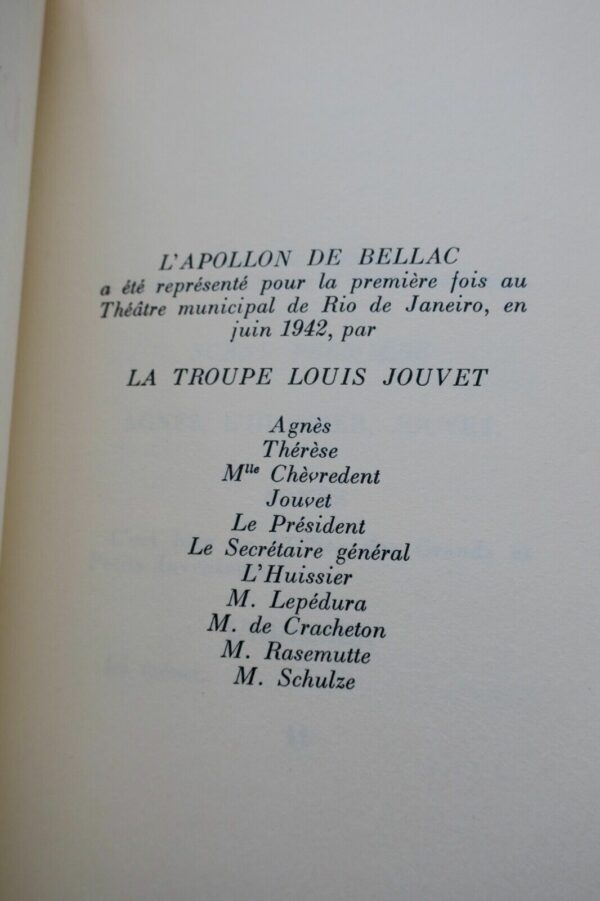 L'APOLLON DE BELLAC
a été représenté pour la première fois au
Théâtre municipal de Rio de Janeiro, en
juin 1942, par
LA TROUPE LOUIS JOUVET
Agnès
Thérèse
Mlle Chèvredent
Jouvet
Le Président
Le Secrétaire général
L'Huissier
M. Lepédura
M. de Cracheton
M. Rasemutte
M. Schulze